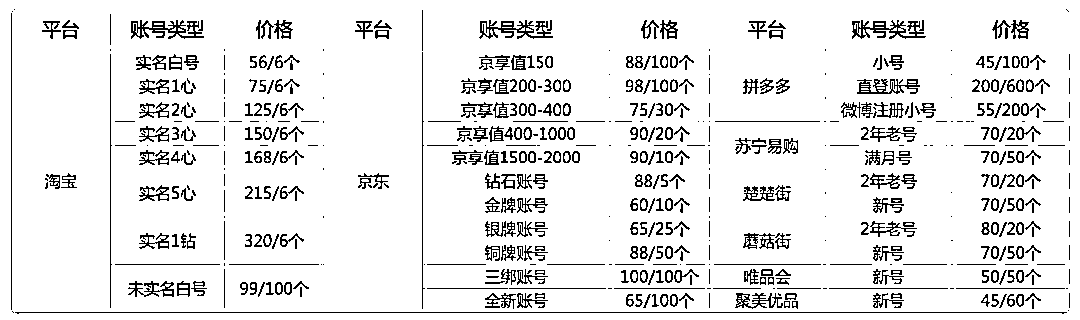 平台 账号类型 价格 平台 账号类型 价格 平台 账号类型 价格
实名白号 56/6个 京享值150 88/100个 小号 45/100个
实名1心 75/6个 京享值200-300 98/100个 拼多多 直登账号 200/600个
实名2心 125/6个 京享值300-400 75/30个 微博注册小号 55/200个
实名3心 150/6个 京享值400-1000 90/20个 苏宁易购 2年老号 70/20个
实名4心 168/6个 京享值1500-2000 90/10个 满月号 70/50个
淘宝 实名5心 215/6个 京东 钻石账号 88/5个 楚楚街 2年老号 70/20个
金牌账号 60/10个 新号 70/50个
实名1钻 320/6个 银牌账号 65/25个 蘑菇街 2年老号 80/20个
铜牌账号 88/50个 新号 70/50个
未实名白号 99/100个 三绑账号 100/100个 唯品会 新号 50/50个
全新账号 65/100个 聚美优品 新号 45/60个